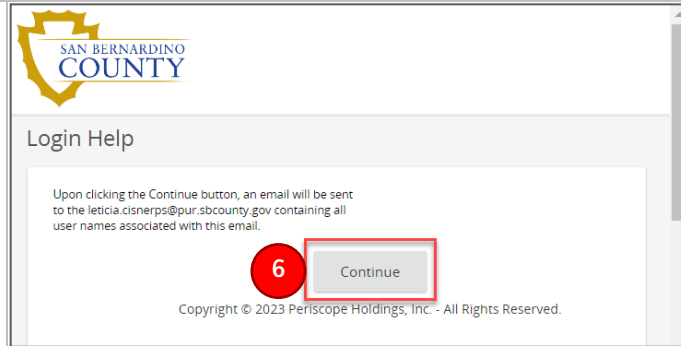 SAN BERNARDINO
COUNTY
Login Help
Upon clicking the Continue button, an email will be sent
to the leticia.cisnerps@pur.sbcounty.gov containing all
user names associated with this email.
6
Continue
Copyright © 2023 Periscope Holdings, Inc. - All Rights Reserved.